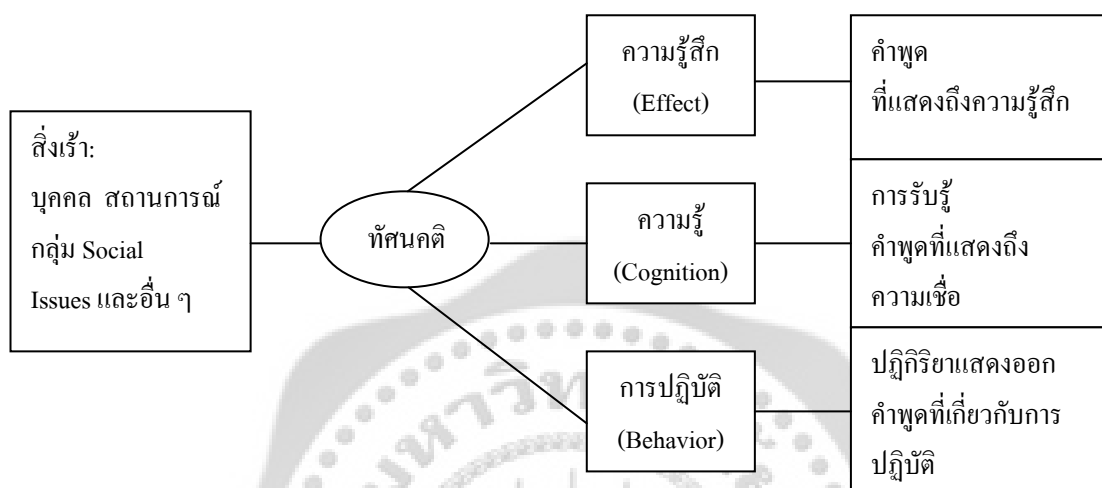 สิ่งเร้า:
บุคคล สถานการณ์
กลุ่ม Social
Issues และอื่น ๆ
ทัศนคติ
ความรู้สึก
(Effect)
คำพูด
ที่แสดงถึงความรู้สึก
ความรู้
(Cognition)
การรับรู้
คำพูดที่แสดงถึง
ความเชื่อ
การปฏิบัติ
(Behavior)
ปฏิกิริยาแสดงออก
คำพูดที่เกี่ยวกับการ
ปฏิบัติ